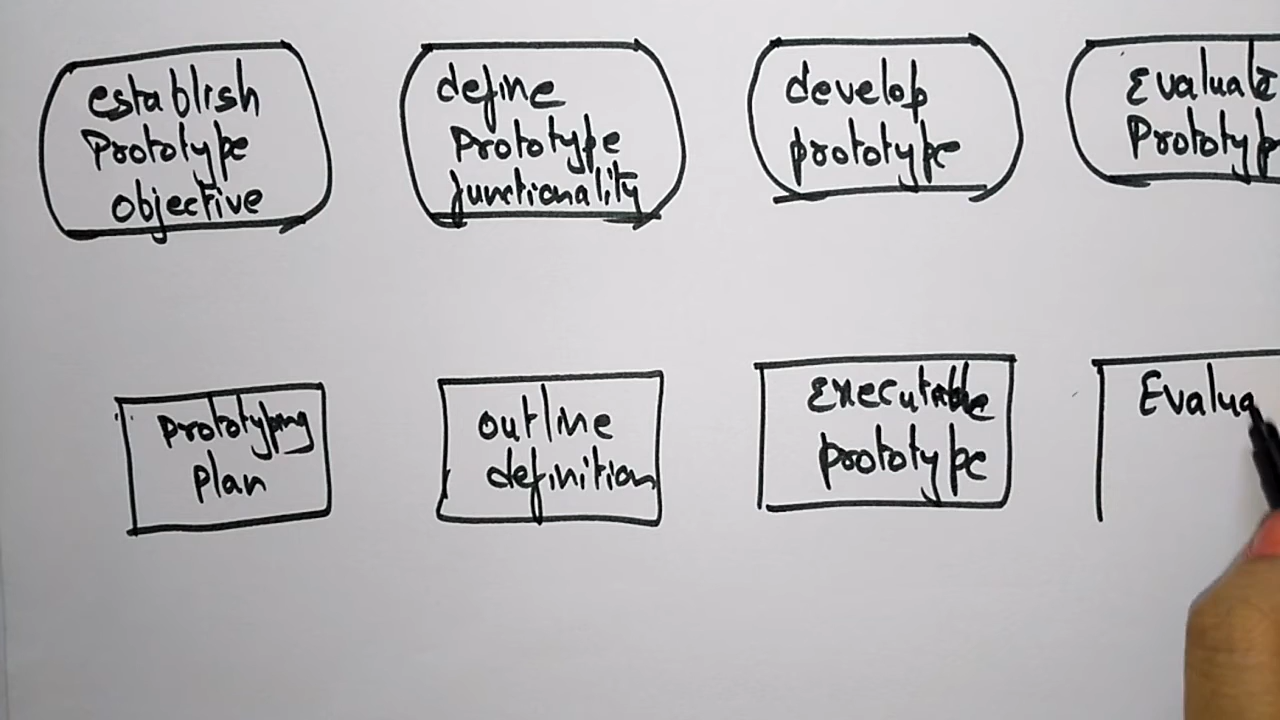 establish
Prototype
objective
define
Prototype
functionality
develop
prototype
Evaluate
Prototyp
Prototyping
Plan
outline
definition
Executable
prototype
Evalua